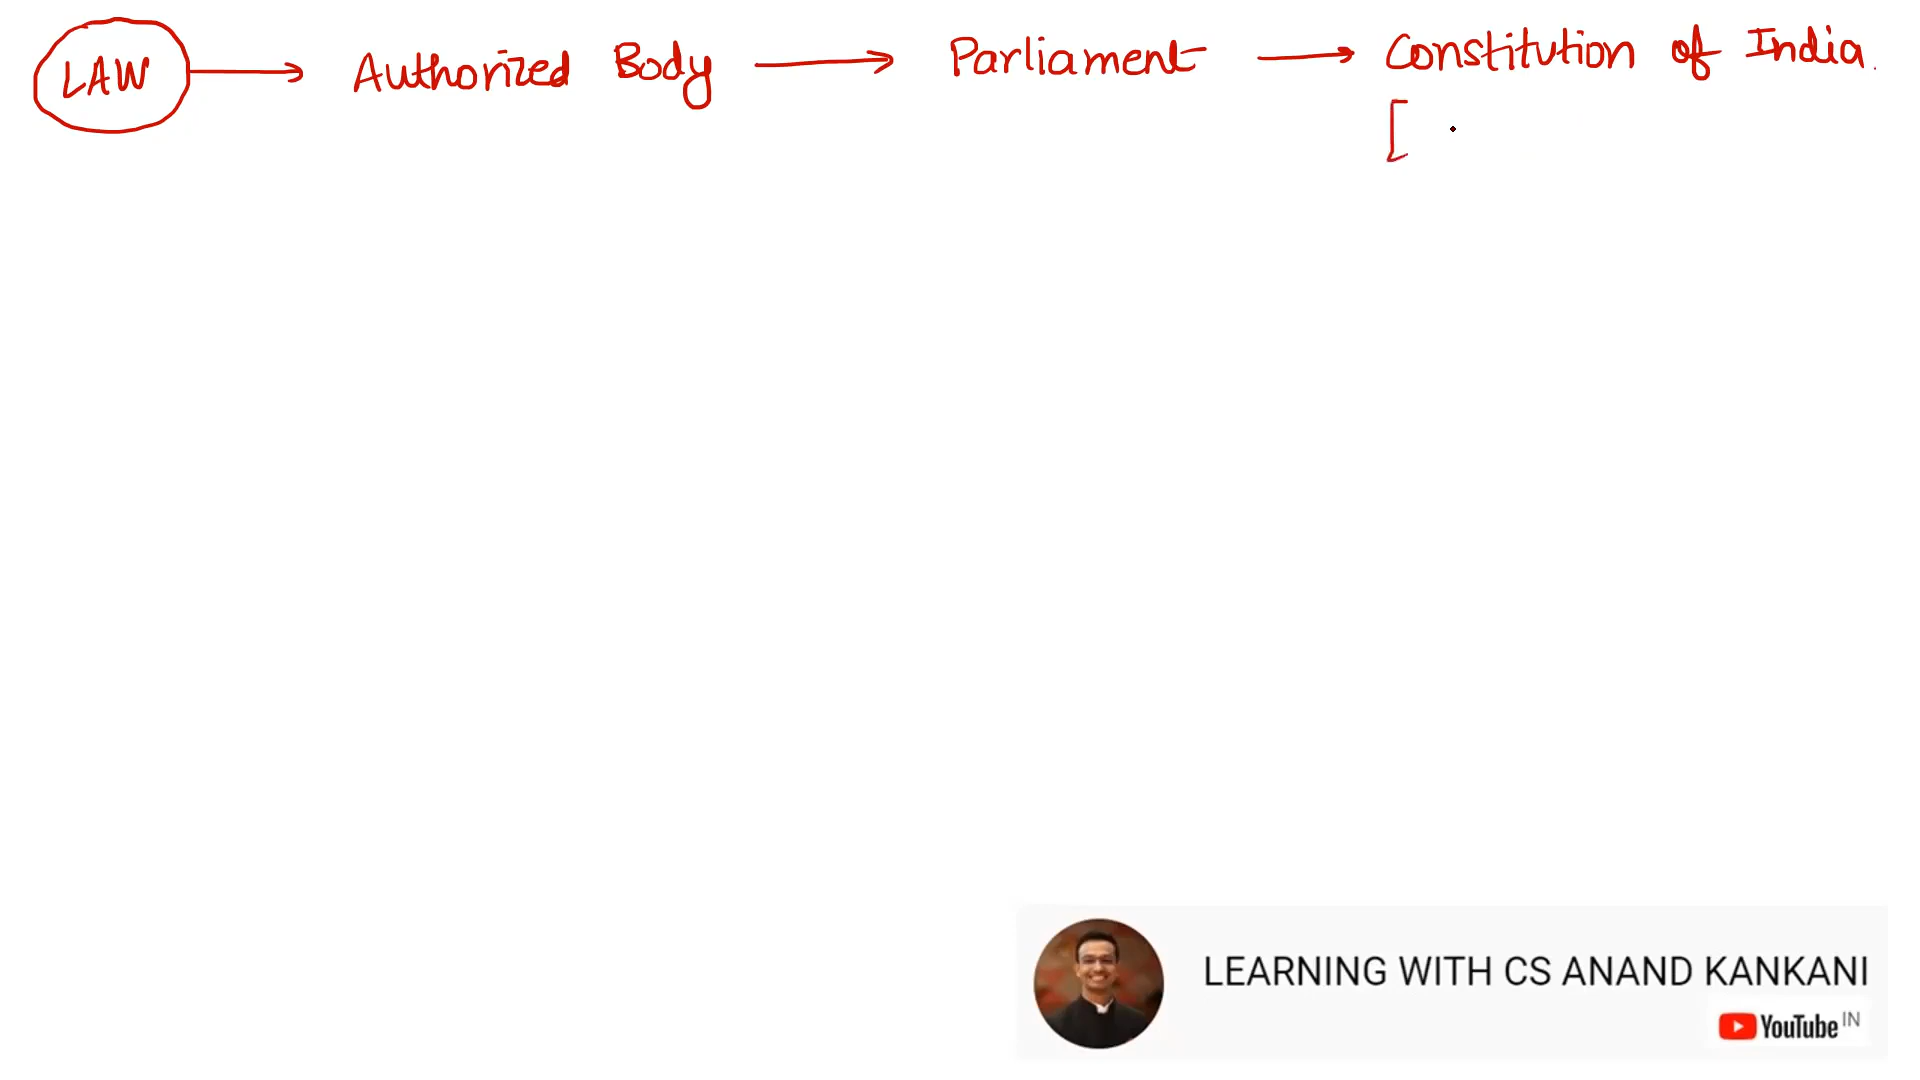 LAW → Authorized Body → Parliament → Constitution of India.
[
LEARNING WITH CS ANAND KANKANI
YouTube IN